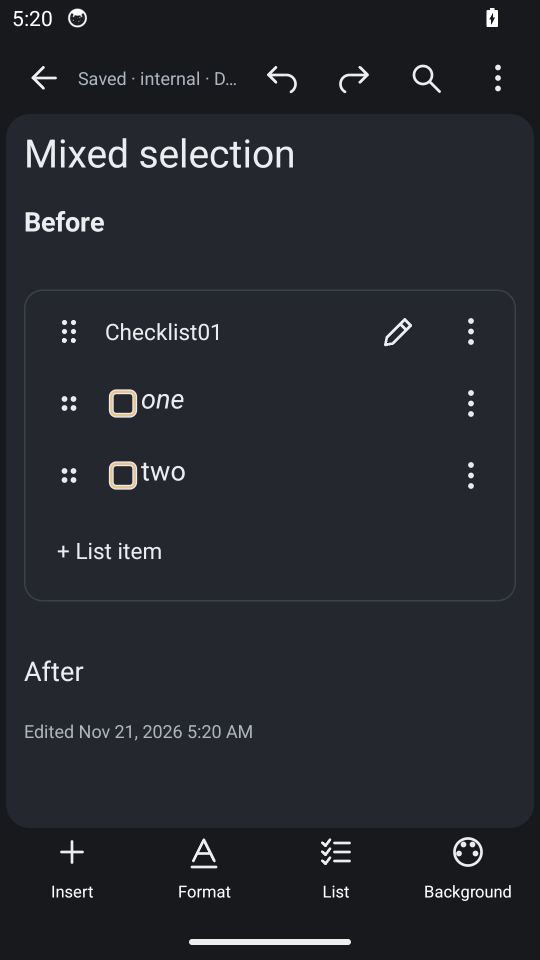 5:20
Saved · internal · D…
Mixed selection
Before
Checklist01
one
two
+ List item
After
Edited Nov 21, 2026 5:20 AM
Insert
Format
List
Background